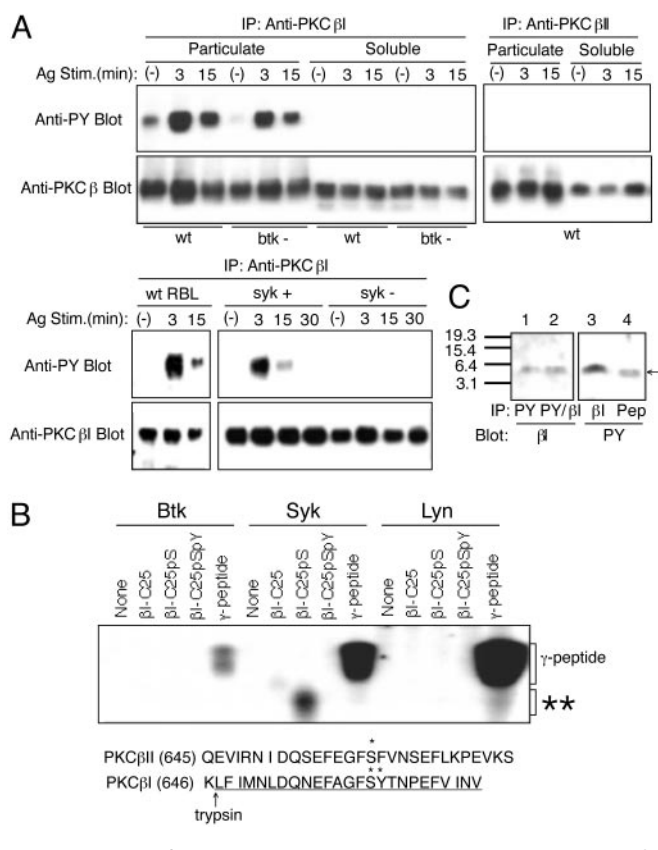 A
IP: Anti-PKC βI
IP: Anti-PKC βII
Particulate Soluble
Particulate Soluble
Ag Stim.(min): (-) 3 15 (-) 3 15 (-) 3 15 (-) 3 15
(-) 3 15 (-) 3 15
Anti-PY Blot
Anti-PKC β Blot
wt btk - wt btk -
wt
IP: Anti-PKC βI
wt RBL syk + syk -
Ag Stim.(min): (-) 3 15 (-) 3 15 30 (-) 3 15 30
Anti-PY Blot
Anti-PKC βI Blot
C
1 2 3 4
19.3
15.4
6.4
3.1
←
IP: PY PY/βI βI Pep
Blot: βI PY
B
Btk Syk Lyn
None βI-C25 βI-C25pS βI-C25pSpY γ-peptide None βI-C25 βI-C25pS βI-C25pSpY γ-peptide None βI-C25 βI-C25pS βI-C25pSpY γ-peptide
γ-peptide
**
*
PKCβII (645) QEVIRN I DQSEFEGFSFVNSEFLKPEVKS
* *
PKCβI (646) KLF IMNLDQNEFAGFSYTNPEFV INV
↑
trypsin